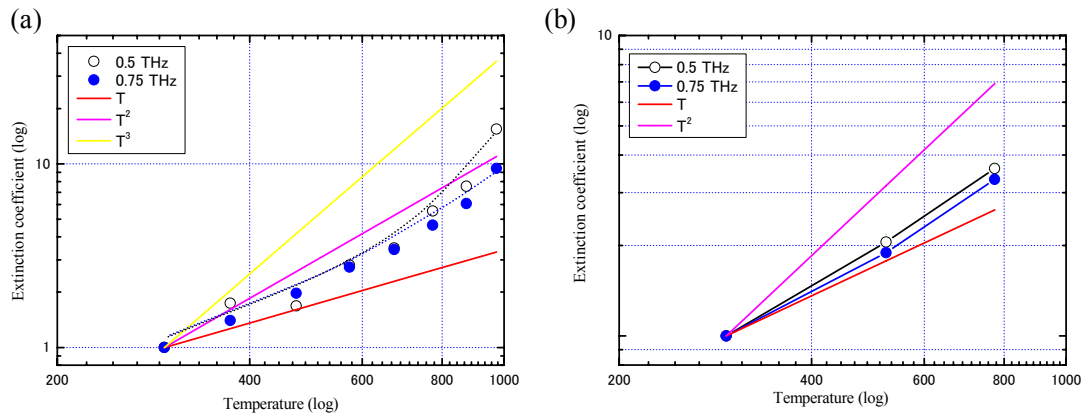 (a)
Extinction coefficient (log)
10
1
0.5 THz
0.75 THz
T
T²
T³
200
400
600
800
1000
Temperature (log)
(b)
Extinction coefficient (log)
10
0.5 THz
0.75 THz
T
T²
200
400
600
800
1000
Temperature (log)